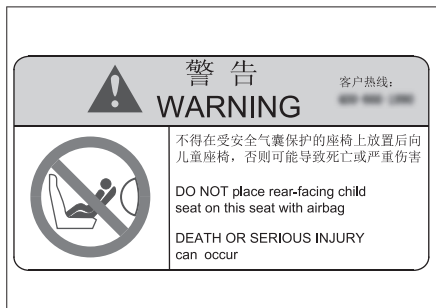 警告
客户热线：
WARNING
不得在受安全气囊保护的座椅上放置后向
儿童座椅，否则可能导致死亡或严重伤害
DO NOT place rear-facing child
seat on this seat with airbag
DEATH OR SERIOUS INJURY
can occur